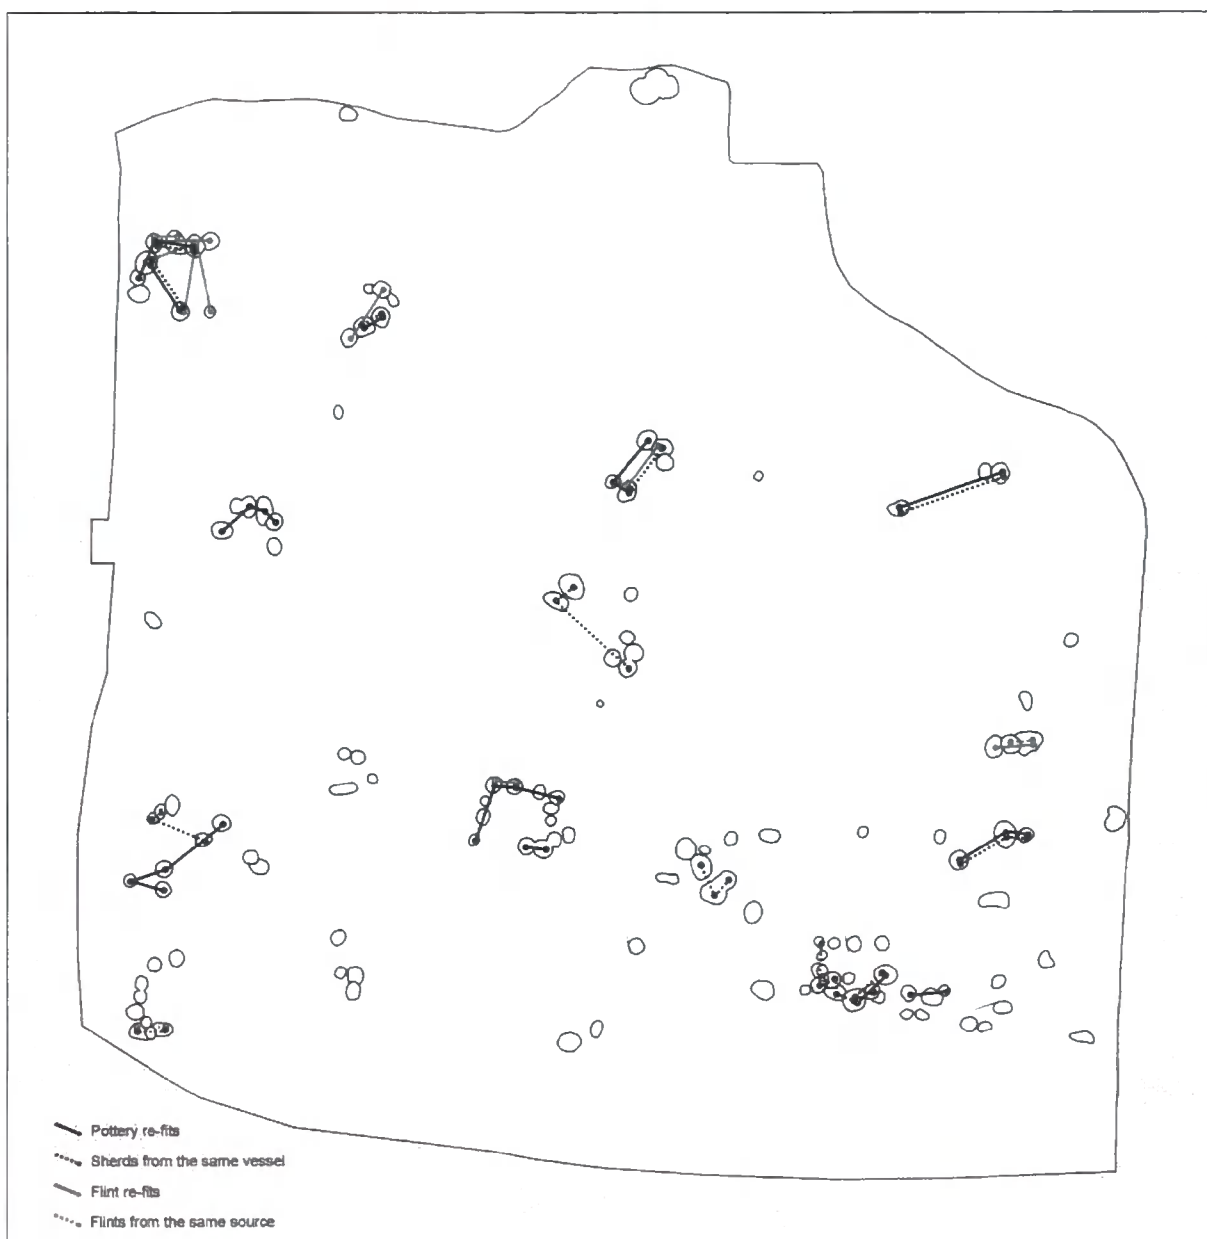 Pottery re-fits
Sherds from the same vessel
Flint re-fits
Flints from the same source